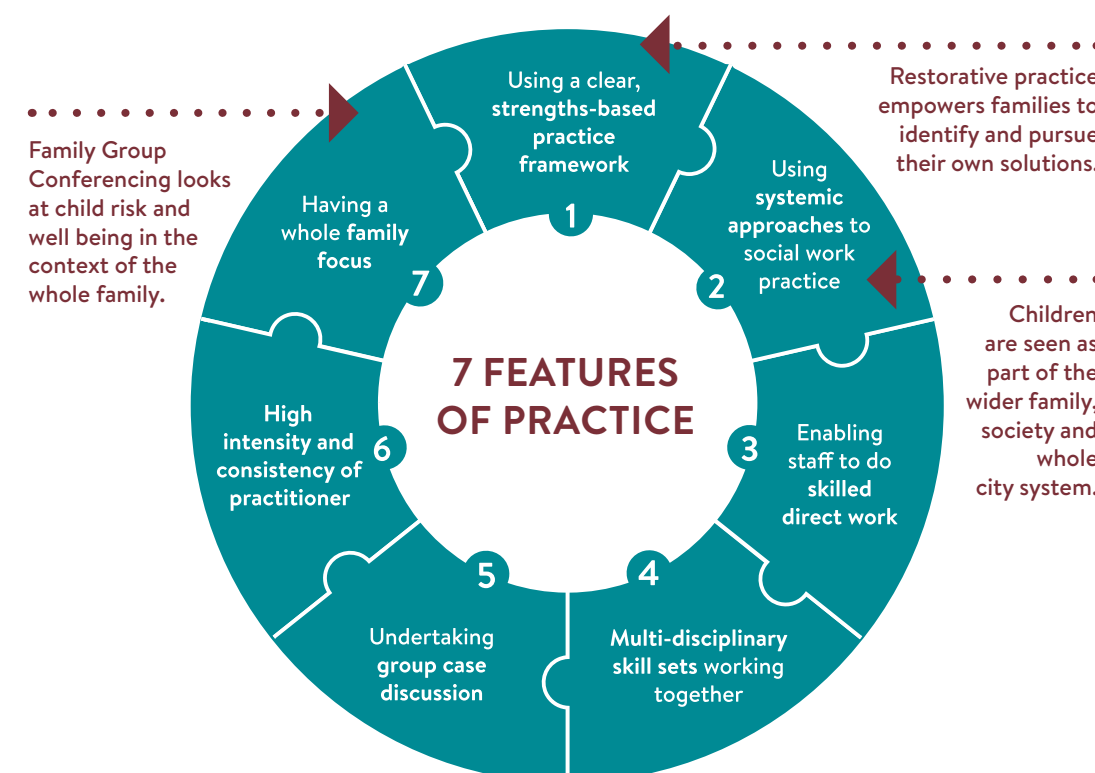 7 FEATURES
OF PRACTICE
Using a clear,
strengths-based
practice
framework
1
Restorative practice
empowers families to
identify and pursue
their own solutions.
Using
systemic
approaches to
social work
practice
2
Children
are seen as
part of the
wider family,
society and
whole
city system.
Enabling
staff to do
skilled
direct work
3
Multi-disciplinary
skill sets working
together
4
Undertaking
group case
discussion
5
High
intensity and
consistency of
practitioner
6
Having a
whole family
focus
7
Family Group
Conferencing looks
at child risk and
well being in the
context of the
whole family.